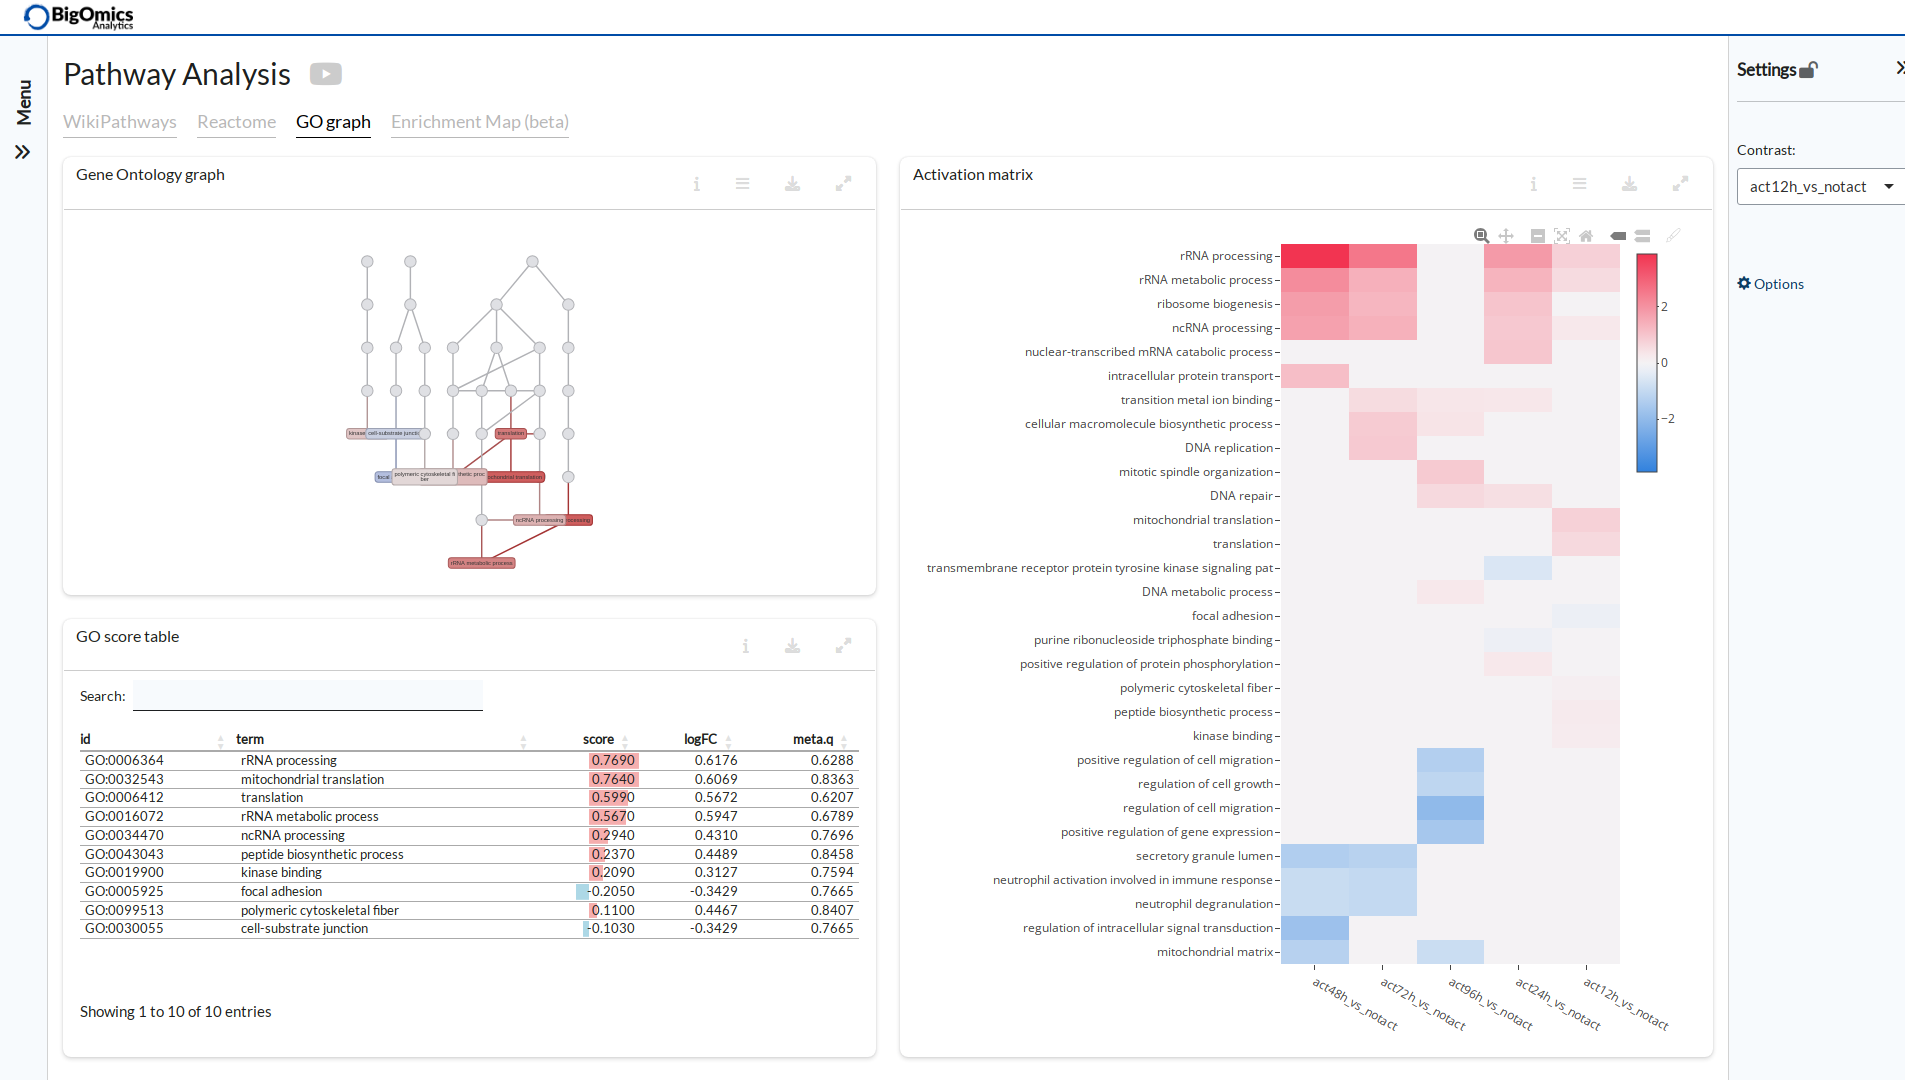 BigOmics
Analytics
Menu
Pathway Analysis
WikiPathways Reactome GO graph Enrichment Map (beta)
Gene Ontology graph
kinase cell-substrate juncti
translation
focal polymeric cytoskeletal fi thetic proc ochondrial translation
ber
ncRNA processing ocessing
rRNA metabolic process
GO score table
Search:
id term score logFC meta.q
GO:0006364 rRNA processing 0.7690 0.6176 0.6288
GO:0032543 mitochondrial translation 0.7640 0.6069 0.8363
GO:0006412 translation 0.5990 0.5672 0.6207
GO:0016072 rRNA metabolic process 0.5670 0.5947 0.6789
GO:0034470 ncRNA processing 0.2940 0.4310 0.7696
GO:0043043 peptide biosynthetic process 0.2370 0.4489 0.8458
GO:0019900 kinase binding 0.2090 0.3127 0.7594
GO:0005925 focal adhesion -0.2050 -0.3429 0.7665
GO:0099513 polymeric cytoskeletal fiber 0.1100 0.4467 0.8407
GO:0030055 cell-substrate junction -0.1030 -0.3429 0.7665
Showing 1 to 10 of 10 entries
Activation matrix
rRNA processing
rRNA metabolic process
ribosome biogenesis
ncRNA processing
nuclear-transcribed mRNA catabolic process
intracellular protein transport
transition metal ion binding
cellular macromolecule biosynthetic process
DNA replication
mitotic spindle organization
DNA repair
mitochondrial translation
translation
transmembrane receptor protein tyrosine kinase signaling pat
DNA metabolic process
focal adhesion
purine ribonucleoside triphosphate binding
positive regulation of protein phosphorylation
polymeric cytoskeletal fiber
peptide biosynthetic process
kinase binding
positive regulation of cell migration
regulation of cell growth
regulation of cell migration
positive regulation of gene expression
secretory granule lumen
neutrophil activation involved in immune response
neutrophil degranulation
regulation of intracellular signal transduction
mitochondrial matrix
act48h_vs_notact
act72h_vs_notact
act96h_vs_notact
act24h_vs_notact
act12h_vs_notact
2
0
−2
Settings
Contrast:
act12h_vs_notact
Options